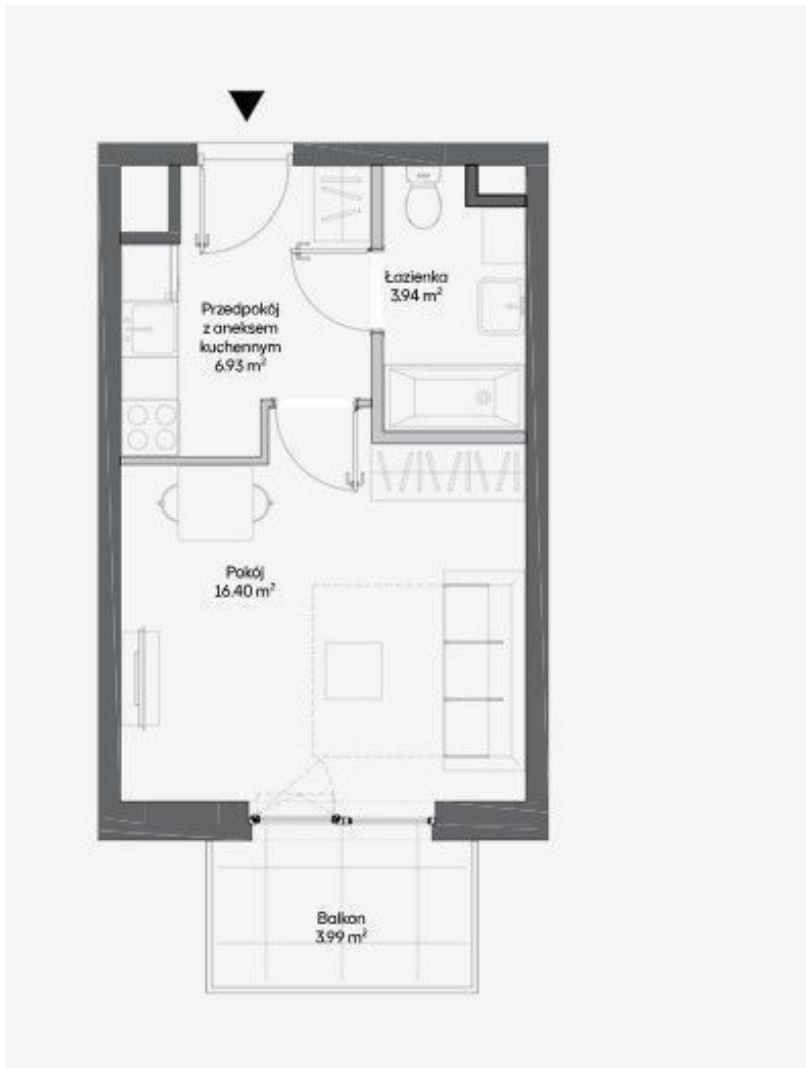 Łazienka
3.94 m²
Przedpokój
z aneksem
kuchennym
6.93 m²
Pokój
16.40 m²
Balkon
3.99 m²